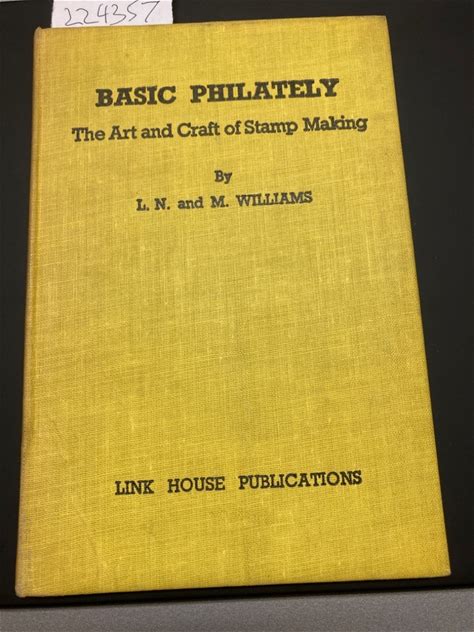 224357
BASIC PHILATELY
The Art and Craft of Stamp Making
By
L. N. and M. WILLIAMS
LINK HOUSE PUBLICATIONS